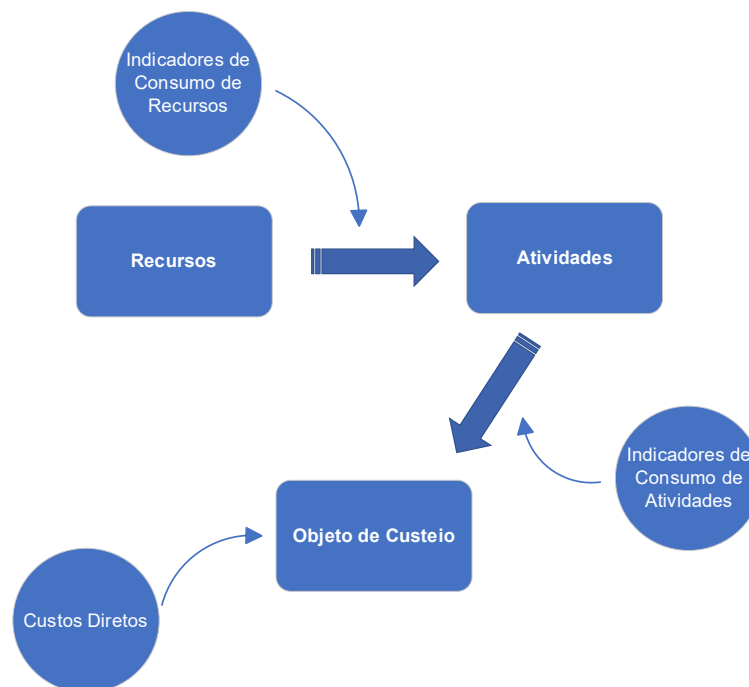 Indicadores de
Consumo de
Recursos
Recursos
Atividades
Indicadores de
Consumo de
Atividades
Objeto de Custeio
Custos Diretos